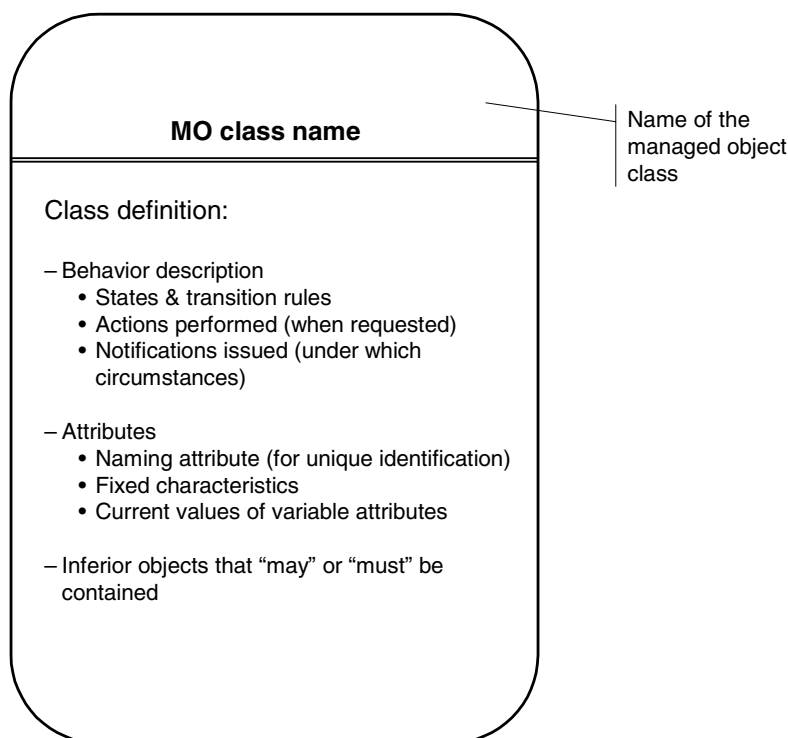 MO class name
Name of the
managed object
class
Class definition:
– Behavior description
• States & transition rules
• Actions performed (when requested)
• Notifications issued (under which
circumstances)
– Attributes
• Naming attribute (for unique identification)
• Fixed characteristics
• Current values of variable attributes
– Inferior objects that “may” or “must” be
contained